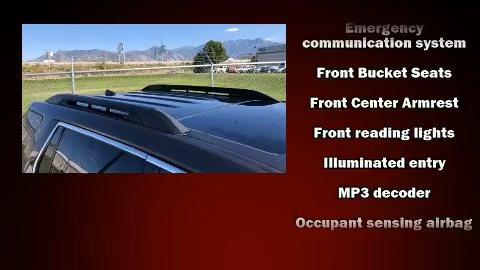 Emergency
communication system
Front Bucket Seats
Front Center Armrest
Front reading lights
Illuminated entry
MP3 decoder
Occupant sensing airbag